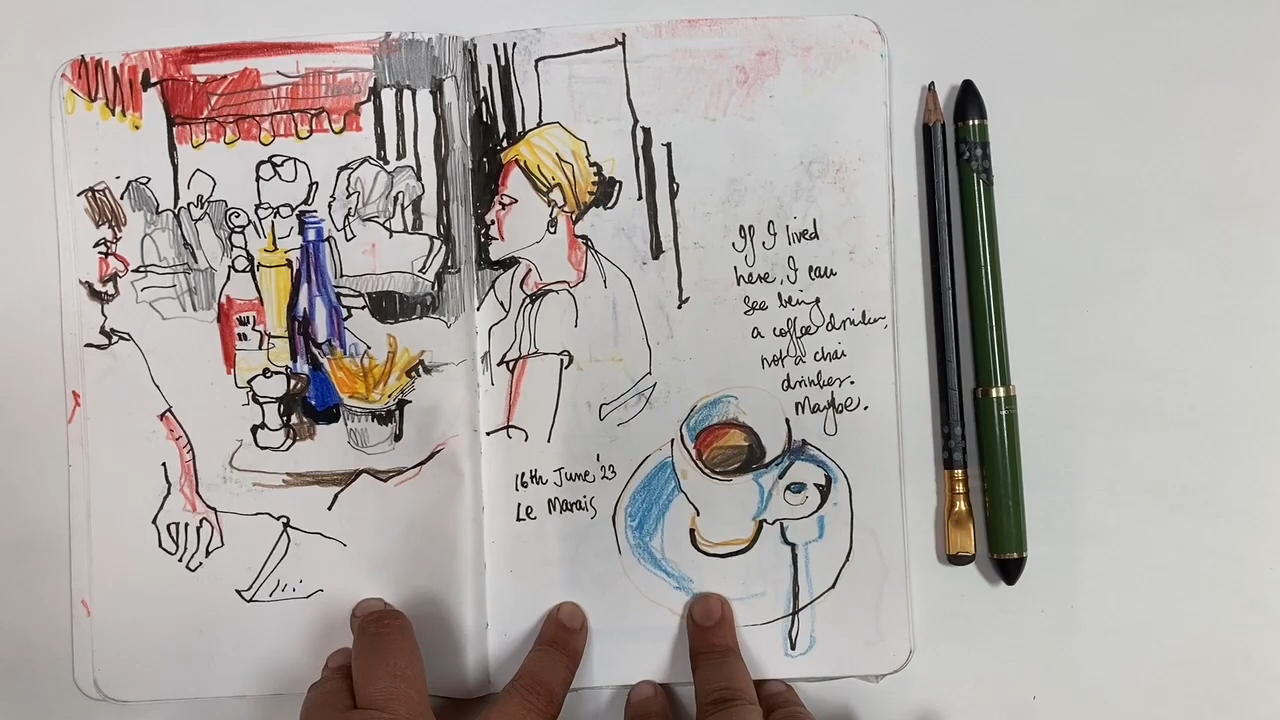 If I lived
here, I can
see being
a coffee drinker,
not a chai
drinker.
Maybe.
16th June '23
Le Marais